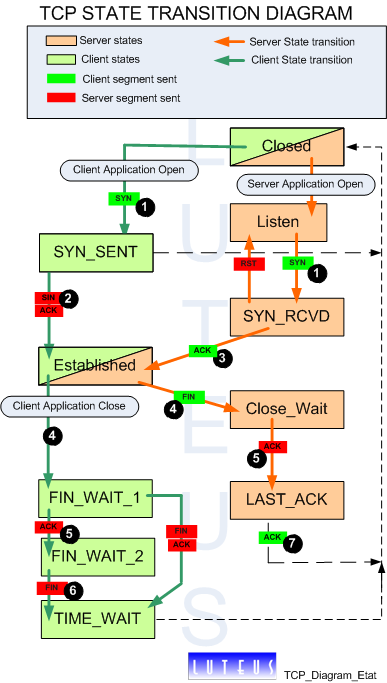 TCP STATE TRANSITION DIAGRAM
Server states
Server State transition
Client states
Client State transition
Client segment sent
Server segment sent
LUTEUS
Closed
Client Application Open
Server Application Open
SYN
1
Listen
SYN_SENT
RST
SYN
1
SIN
2
ACK
SYN_RCVD
ACK
3
Established
Client Application Close
4
FIN
4
Close_Wait
ACK
5
FIN_WAIT_1
LAST_ACK
ACK
5
FIN
ACK
ACK
7
FIN_WAIT_2
FIN
6
TIME_WAIT
LUTEUS
TCP_Diagram_Etat